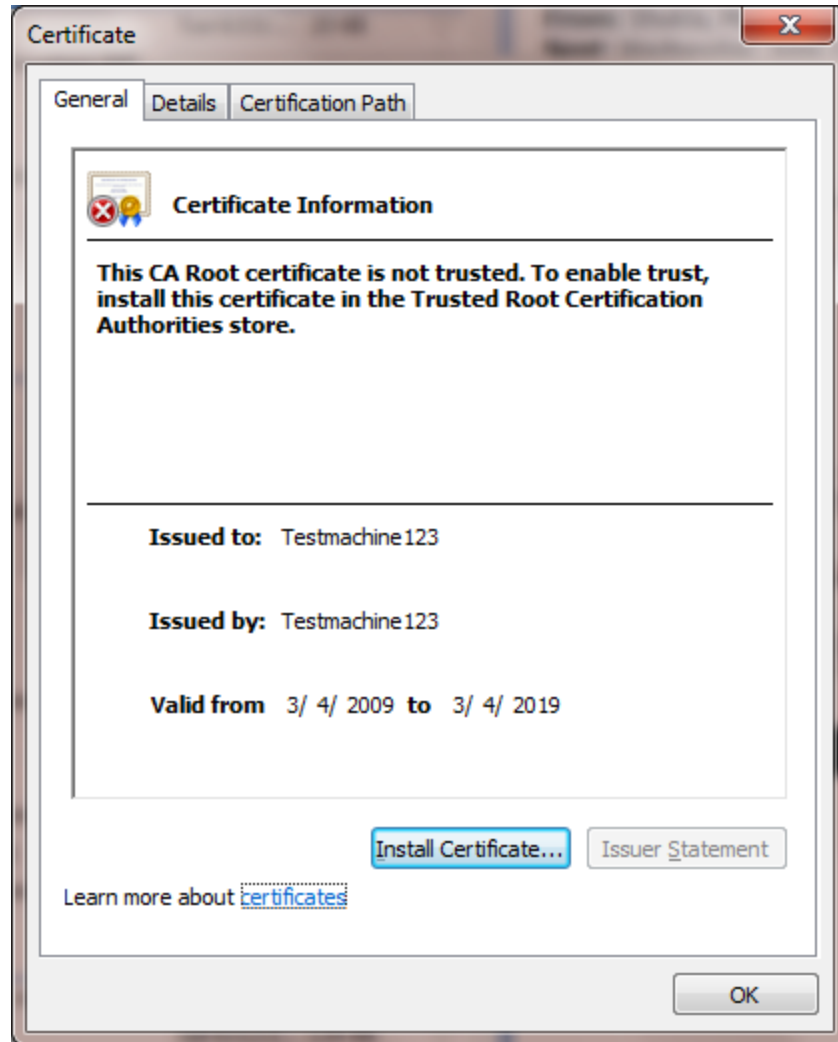 Certificate
General Details Certification Path
Certificate Information
This CA Root certificate is not trusted. To enable trust,
install this certificate in the Trusted Root Certification
Authorities store.
Issued to: Testmachine123
Issued by: Testmachine123
Valid from 3/ 4/ 2009 to 3/ 4/ 2019
Install Certificate... Issuer Statement
Learn more about certificates
OK